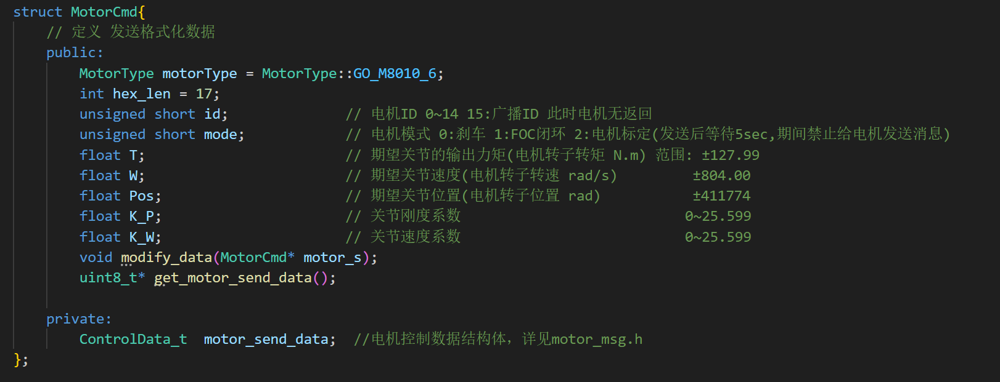 struct MotorCmd{
// 定义 发送格式化数据
public:
MotorType motorType = MotorType::GO_M8010_6;
int hex_len = 17;
unsigned short id; // 电机ID 0~14 15:广播ID 此时电机无返回
unsigned short mode; // 电机模式 0:刹车 1:FOC闭环 2:电机标定(发送后等待5sec,期间禁止给电机发送消息)
float T; // 期望关节的输出力矩(电机转子转矩 N.m) 范围: ±127.99
float W; // 期望关节速度(电机转子转速 rad/s) ±804.00
float Pos; // 期望关节位置(电机转子位置 rad) ±411774
float K_P; // 关节刚度系数 0~25.599
float K_W; // 关节速度系数 0~25.599
void modify_data(MotorCmd* motor_s);
uint8_t* get_motor_send_data();
private:
ControlData_t motor_send_data; //电机控制数据结构体，详见motor_msg.h
};